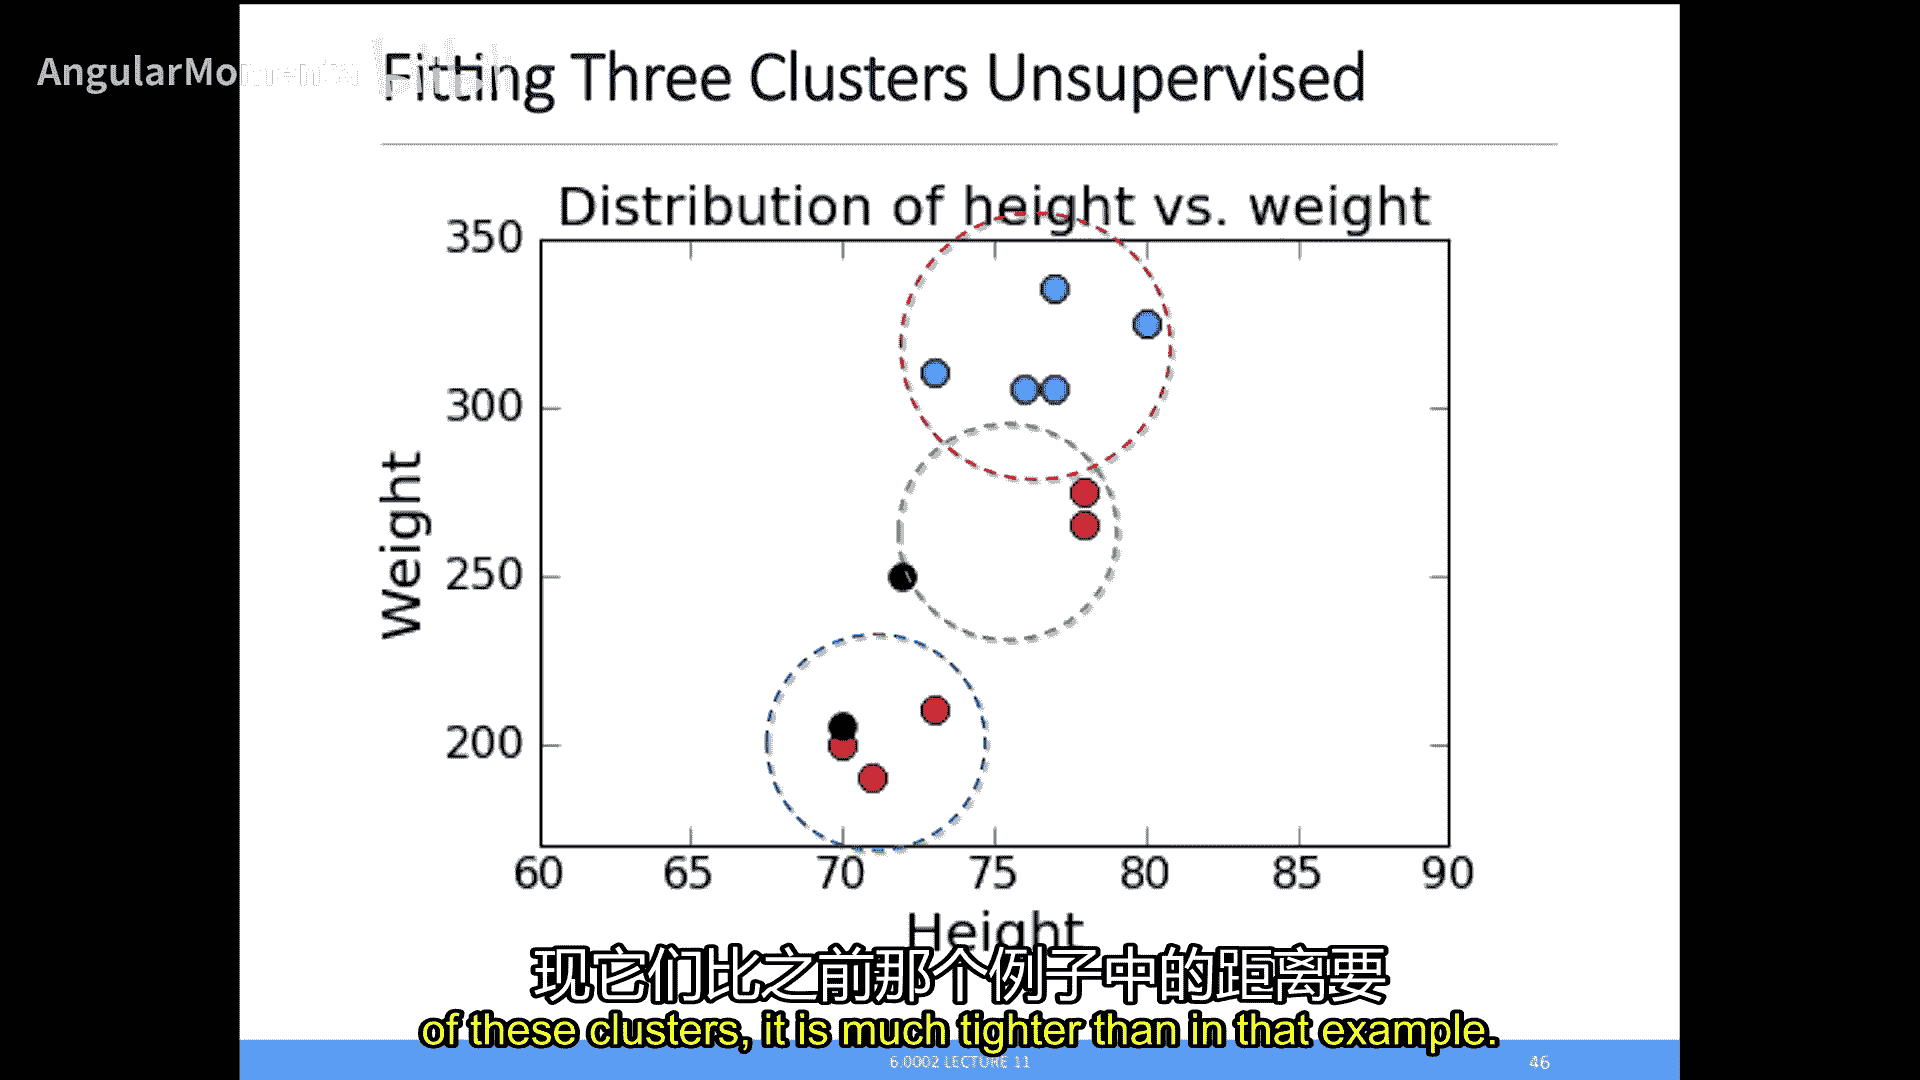 Fitting Three Clusters Unsupervised
Distribution of height vs. weight
350
300
250
200
Weight
60 65 70 75 80 85 90
Height
现它们比之前那个例子中的距离要
of these clusters, it is much tighter than in that example.
6.0002 LECTURE 11
46